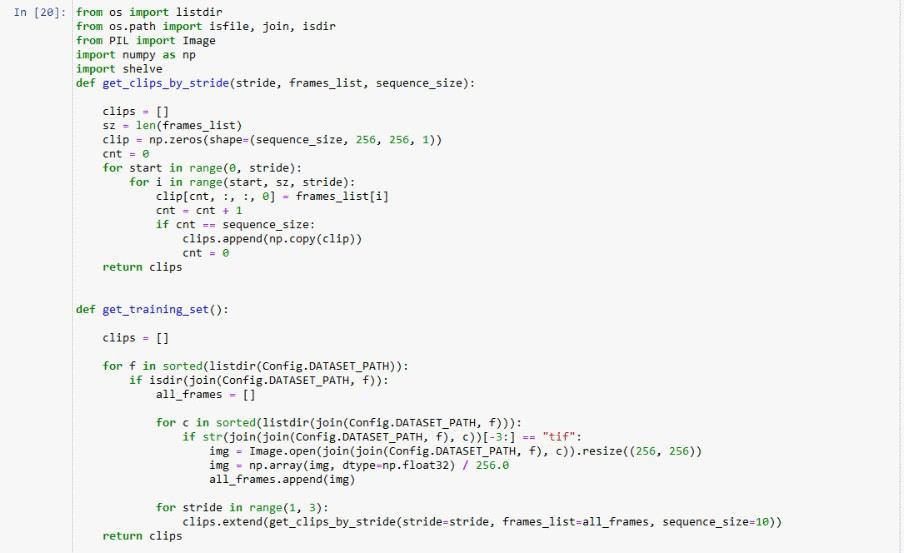 In [20]: from os import listdir
from os.path import isfile, join, isdir
from PIL import Image
import numpy as np
import shelve
def get_clips_by_stride(stride, frames_list, sequence_size):
    clips = []
    sz = len(frames_list)
    clip = np.zeros(shape=(sequence_size, 256, 256, 1))
    cnt = 0
    for start in range(0, stride):
        for i in range(start, sz, stride):
            clip[cnt, :, :, 0] = frames_list[i]
            cnt = cnt + 1
            if cnt == sequence_size:
                clips.append(np.copy(clip))
                cnt = 0
    return clips
def get_training_set():
    clips = []
    for f in sorted(listdir(Config.DATASET_PATH)):
        if isdir(join(Config.DATASET_PATH, f)):
            all_frames = []
            for c in sorted(listdir(join(Config.DATASET_PATH, f))):
                if str(join(join(Config.DATASET_PATH, f), c))[-3:] == "tif":
                    img = Image.open(join(join(Config.DATASET_PATH, f), c)).resize((256, 256))
                    img = np.array(img, dtype=np.float32) / 256.0
                    all_frames.append(img)
            for stride in range(1, 3):
                clips.extend(get_clips_by_stride(stride=stride, frames_list=all_frames, sequence_size=10))
    return clips